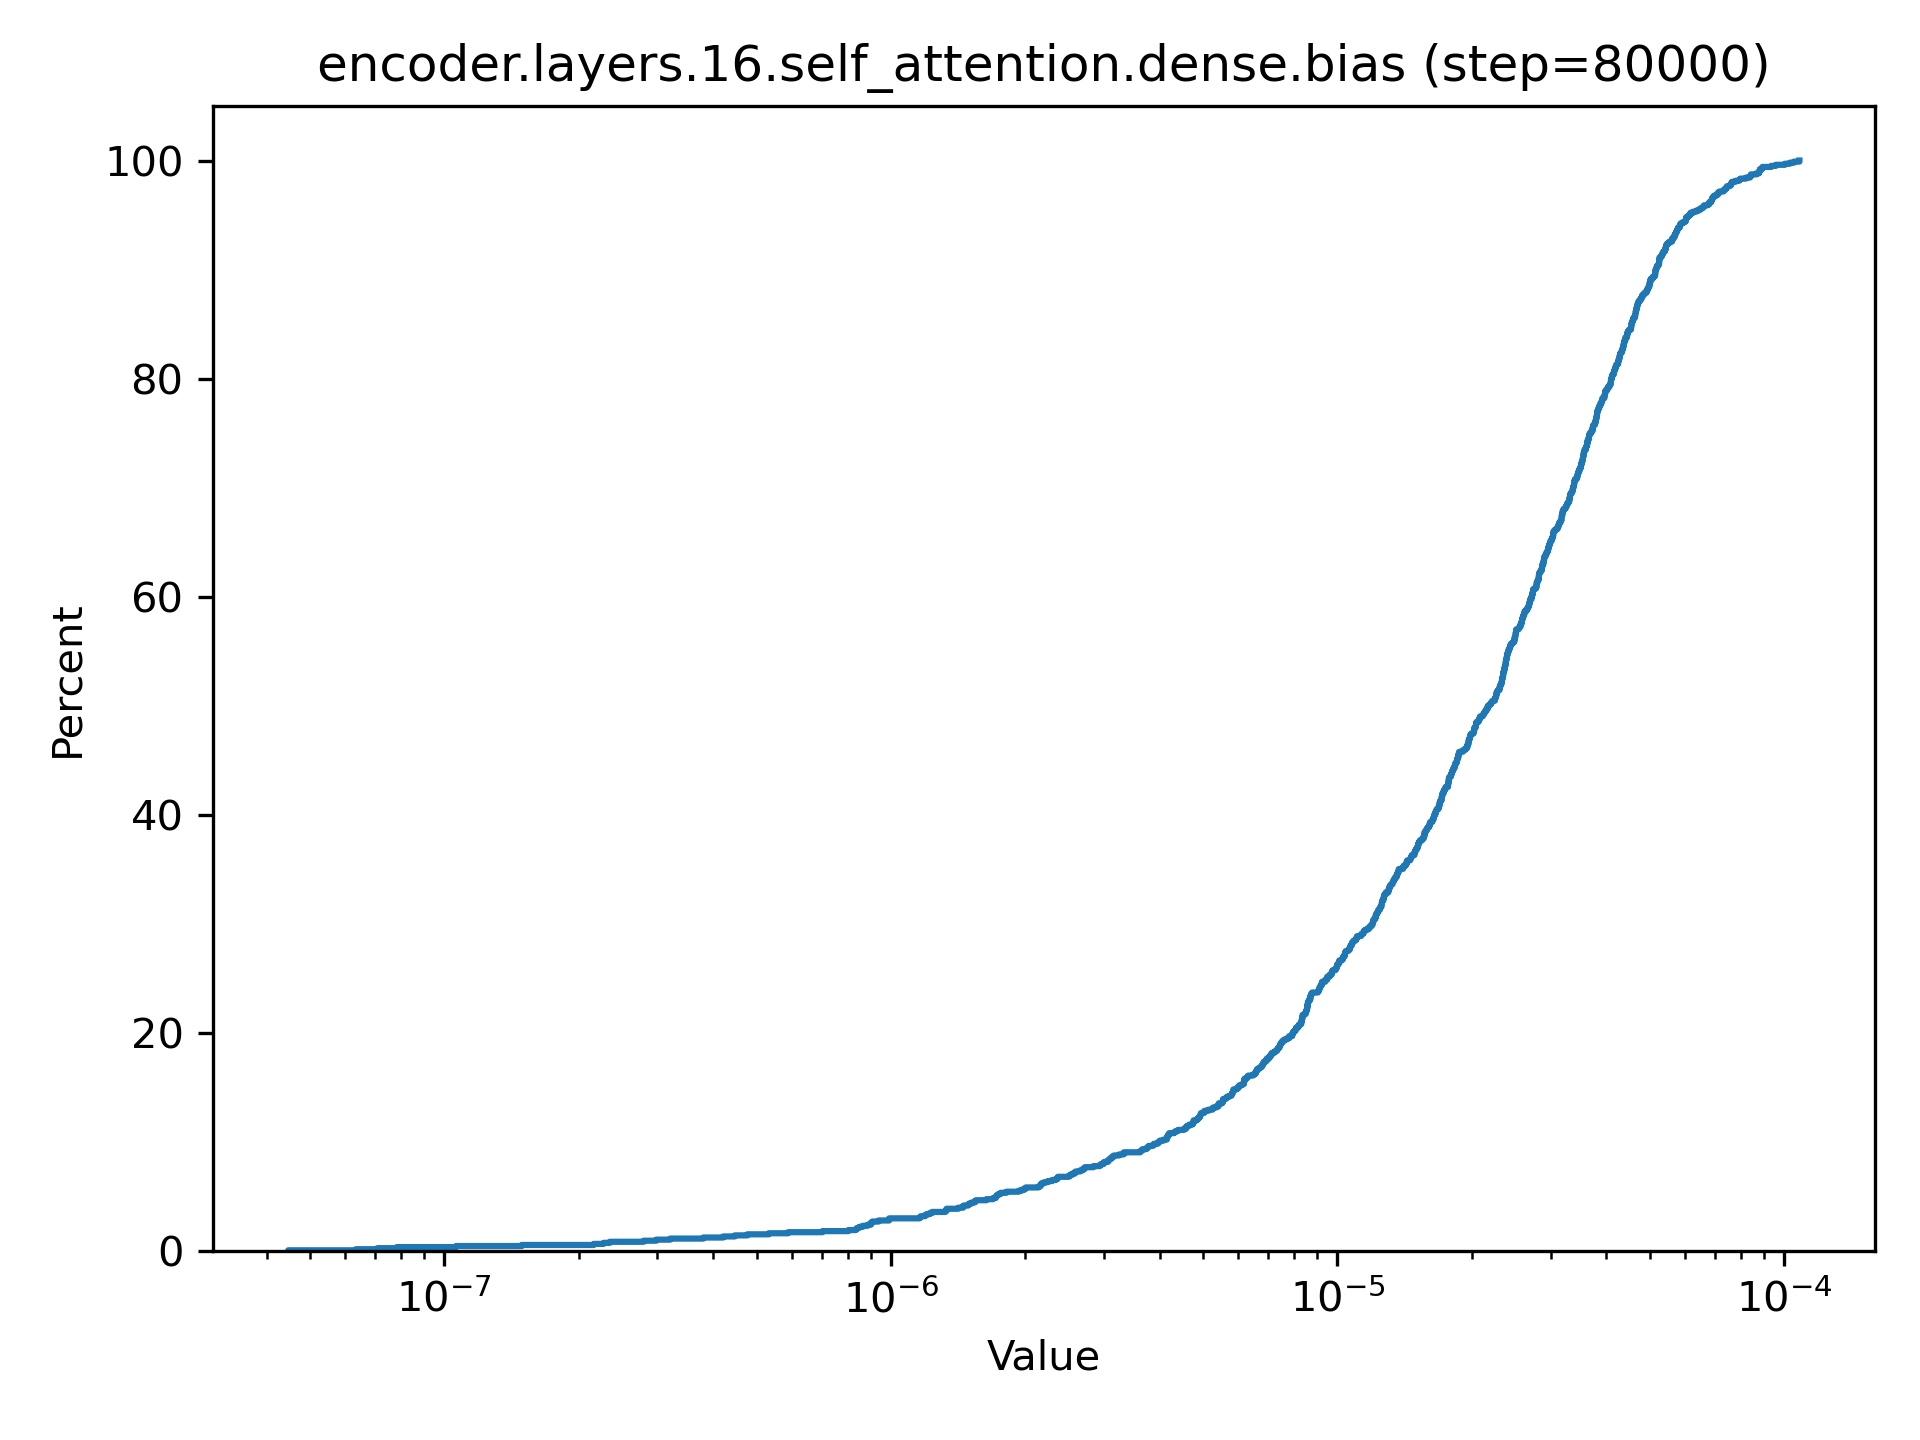 encoder.layers.16.self_attention.dense.bias (step=80000)
100
80
60
40
20
0
Percent
10⁻⁷ 10⁻⁶ 10⁻⁵ 10⁻⁴
Value